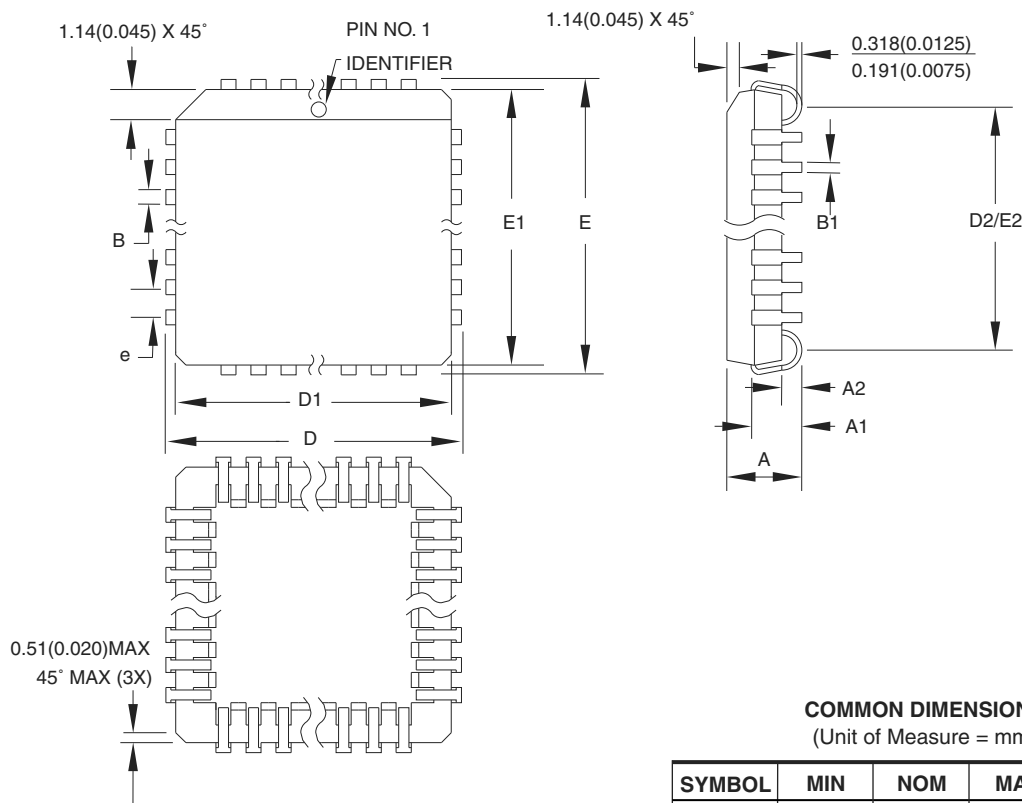 1.14(0.045) X 45˚
PIN NO. 1
IDENTIFIER
1.14(0.045) X 45˚
0.318(0.0125)
0.191(0.0075)
E1
E
B
e
B1
D2/E2
D1
D
A2
A1
A
0.51(0.020)MAX
45˚ MAX (3X)
COMMON DIMENSION
(Unit of Measure = mm
SYMBOL MIN NOM MA